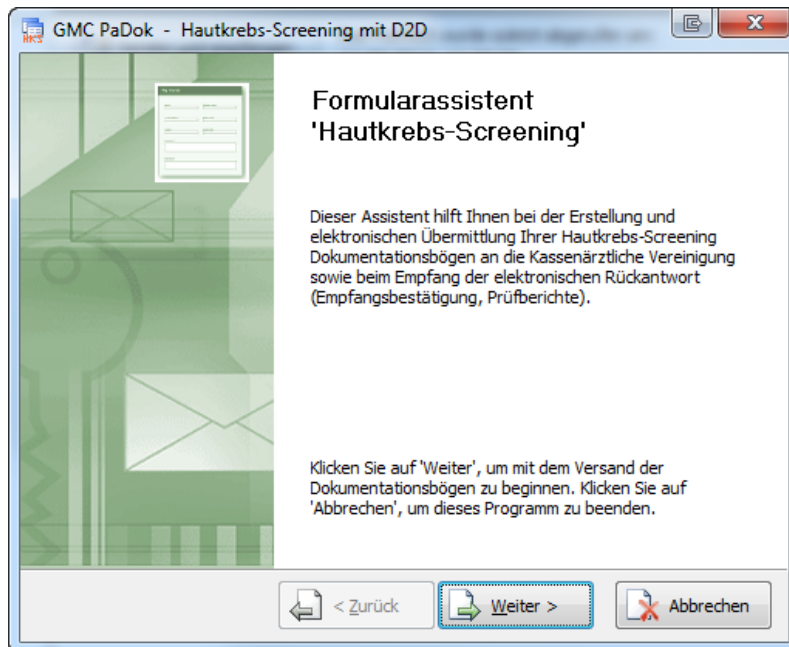 HKS
GMC PaDok - Hautkrebs-Screening mit D2D
Formularassistent
'Hautkrebs-Screening'
Dieser Assistent hilft Ihnen bei der Erstellung und
elektronischen Übermittlung Ihrer Hautkrebs-Screening
Dokumentationsbögen an die Kassenärztliche Vereinigung
sowie beim Empfang der elektronischen Rückantwort
(Empfangsbestätigung, Prüfberichte).
Klicken Sie auf 'Weiter', um mit dem Versand der
Dokumentationsbögen zu beginnen. Klicken Sie auf
'Abbrechen', um dieses Programm zu beenden.
< Zurück
Weiter >
Abbrechen